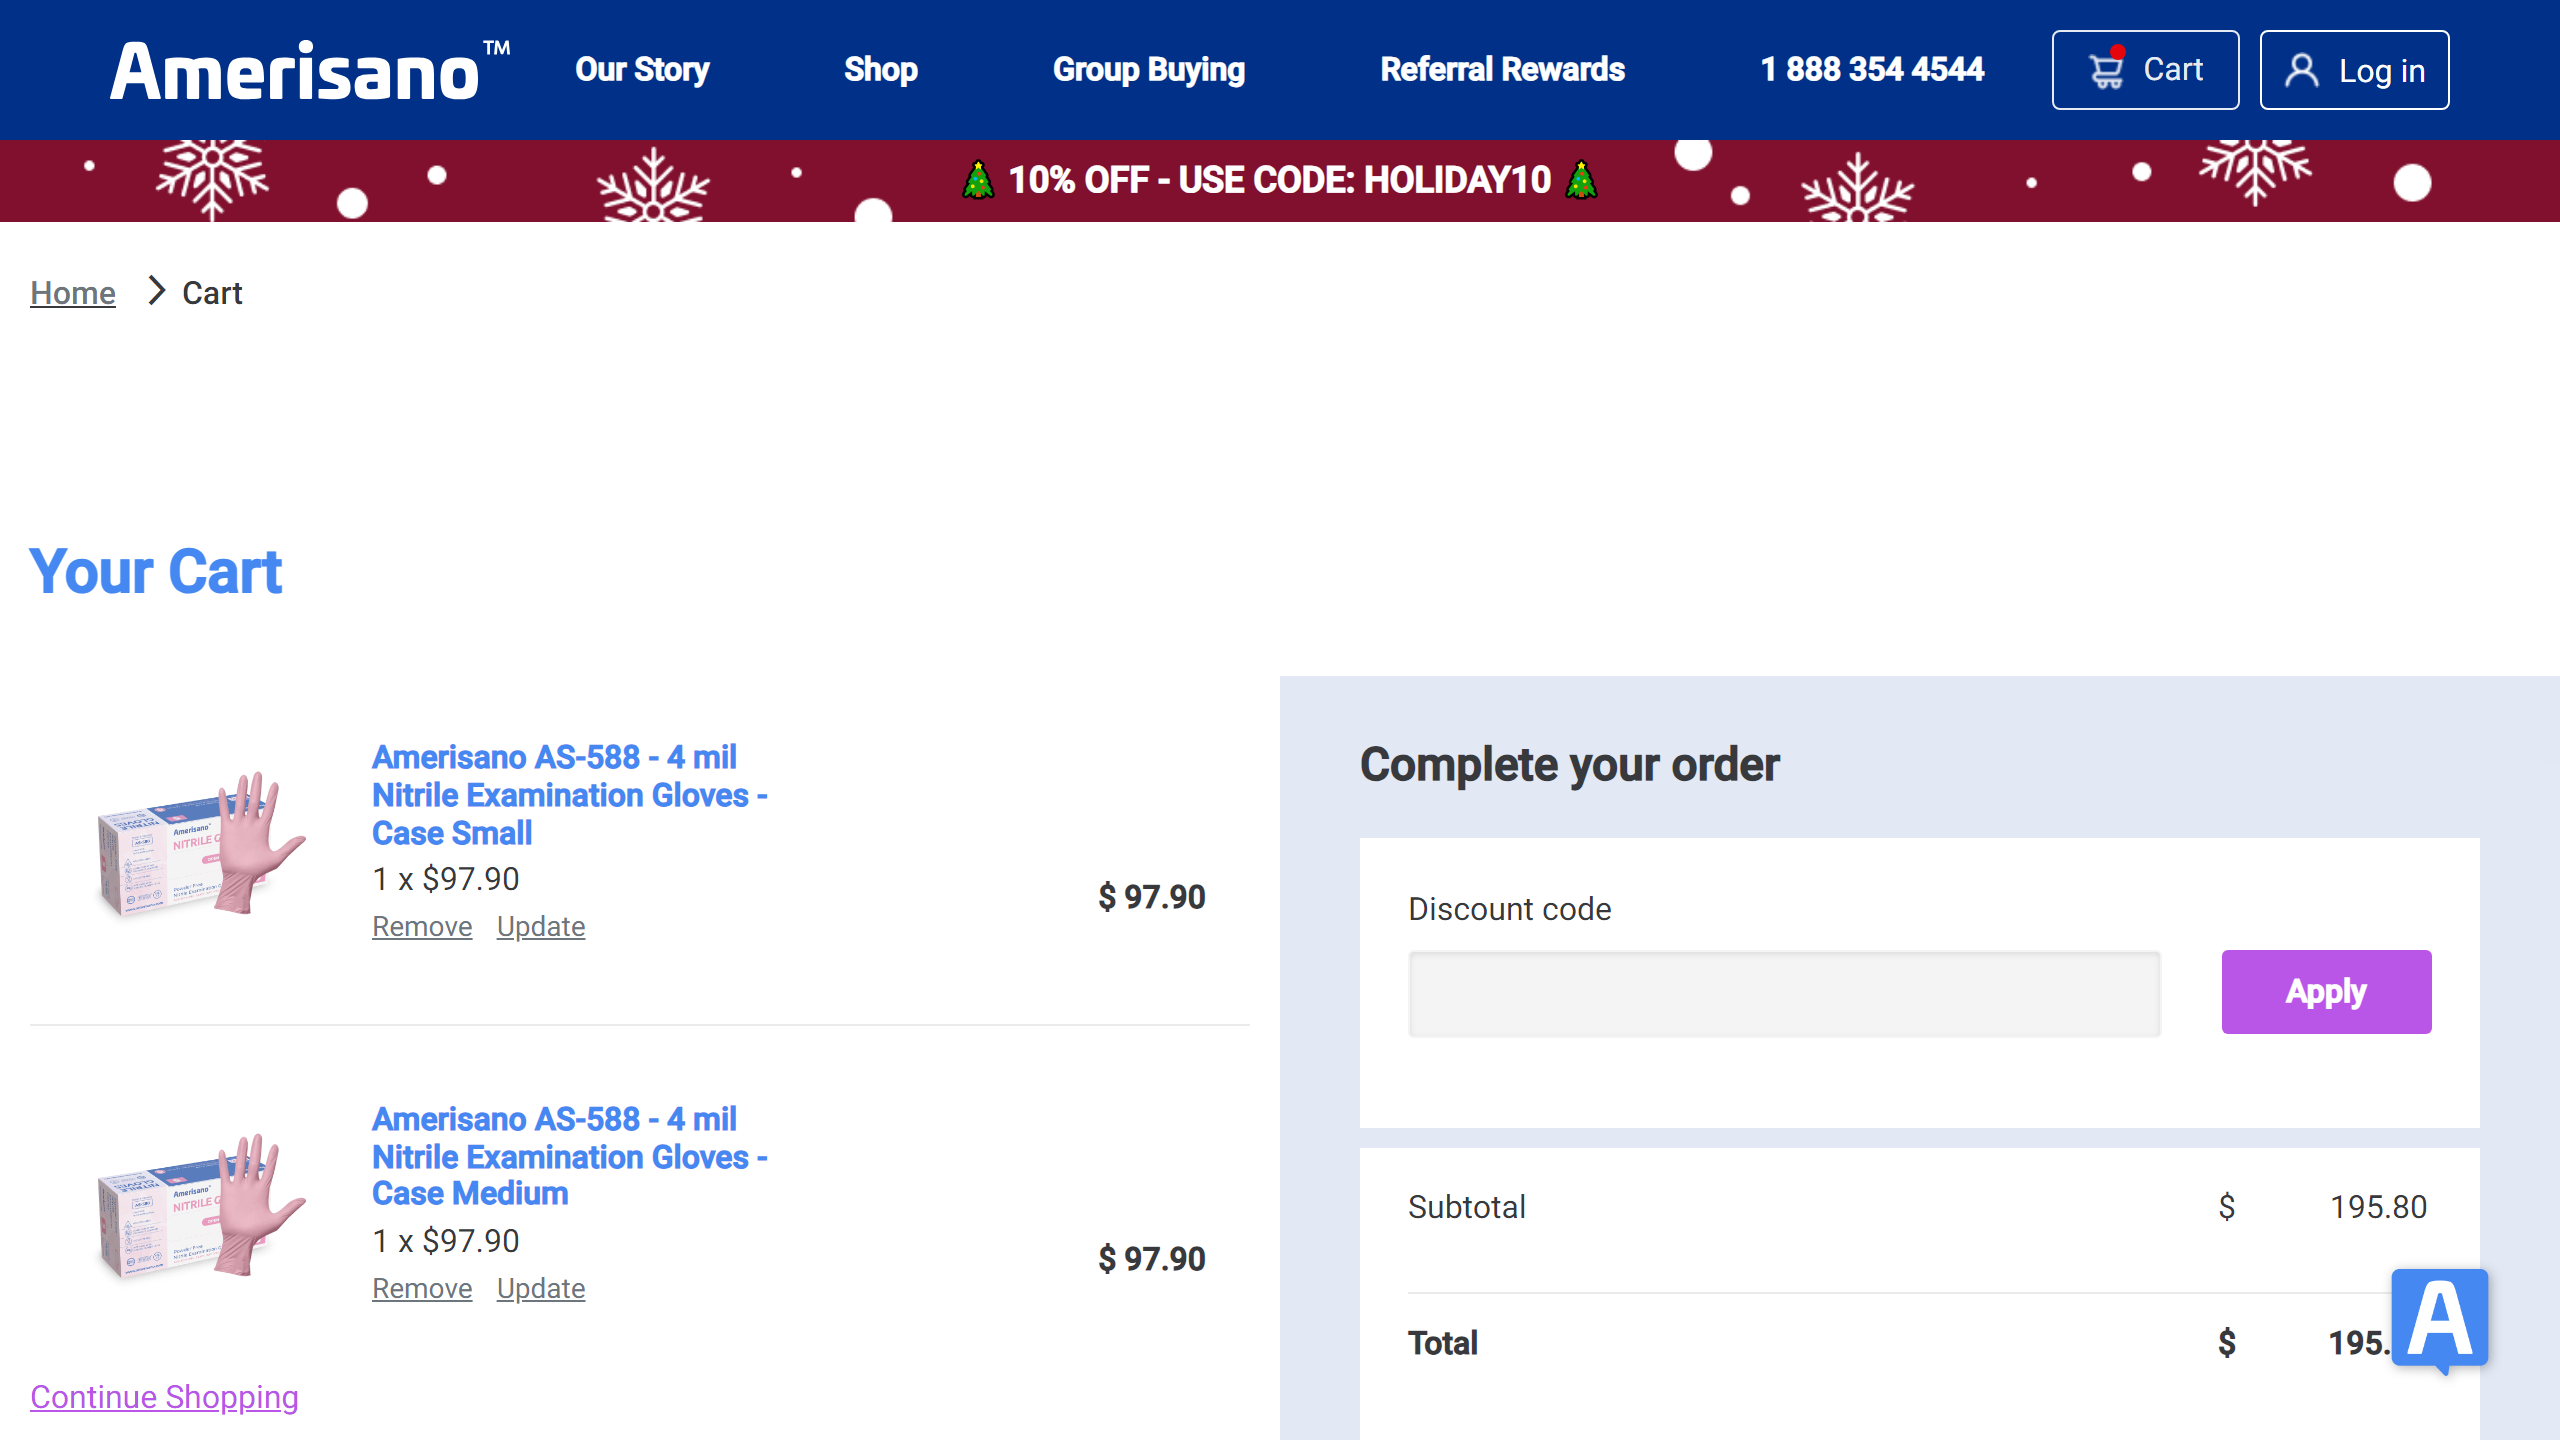 Amerisano™
Our Story
Shop
Group Buying
Referral Rewards
1 888 354 4544
Cart
Log in
10% OFF - USE CODE: HOLIDAY10
Home
Cart
Your Cart
Amerisano AS-588 - 4 mil
Nitrile Examination Gloves -
Case Small
1 x $97.90
Remove Update
$ 97.90
Amerisano AS-588 - 4 mil
Nitrile Examination Gloves -
Case Medium
1 x $97.90
Remove Update
$ 97.90
Continue Shopping
Complete your order
Discount code
Apply
Subtotal $ 195.80
Total $ 195.
A